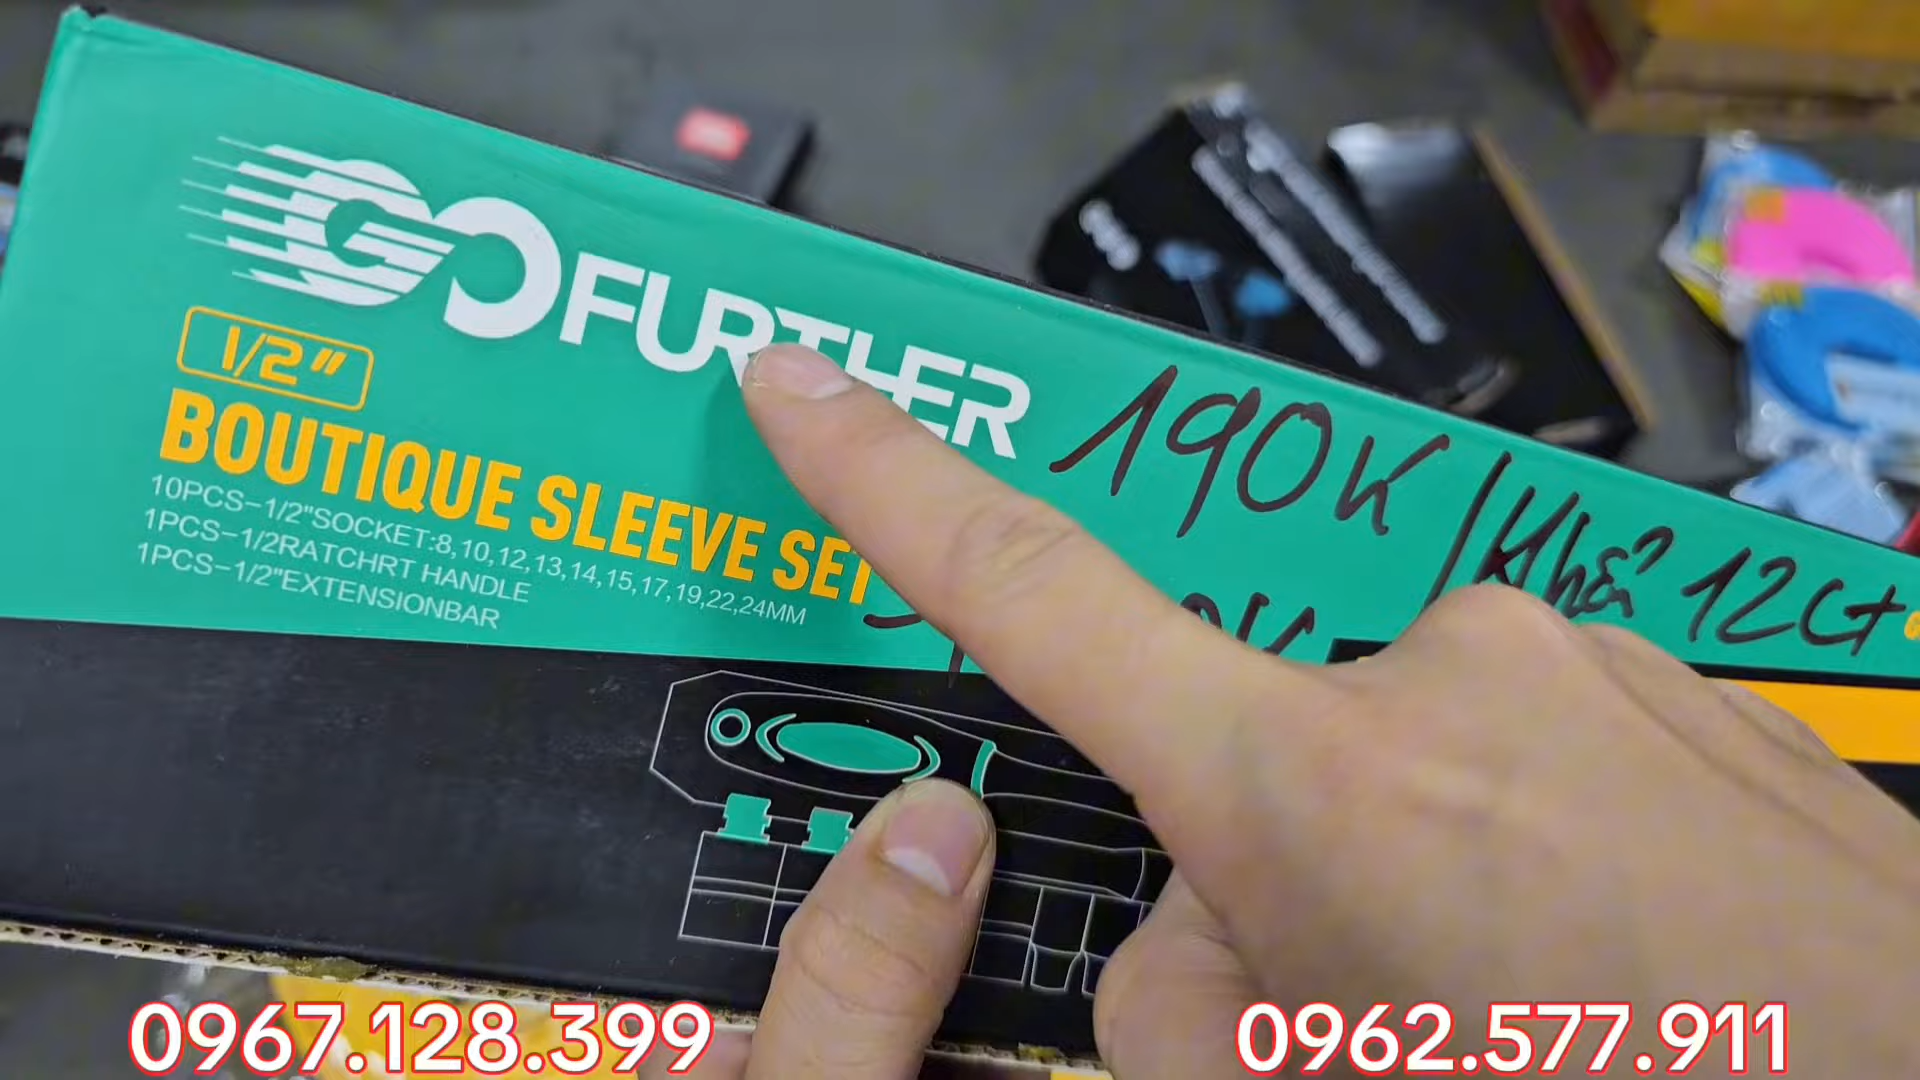 GO FURTHER
1/2"
BOUTIQUE SLEEVE SET
10PCS-1/2"SOCKET:8,10,12,13,14,15,17,19,22,24MM
1PCS-1/2RATCHRT HANDLE
1PCS-1/2"EXTENSIONBAR
190K / Khẩu 12Ct
0967.128.399
0962.577.911